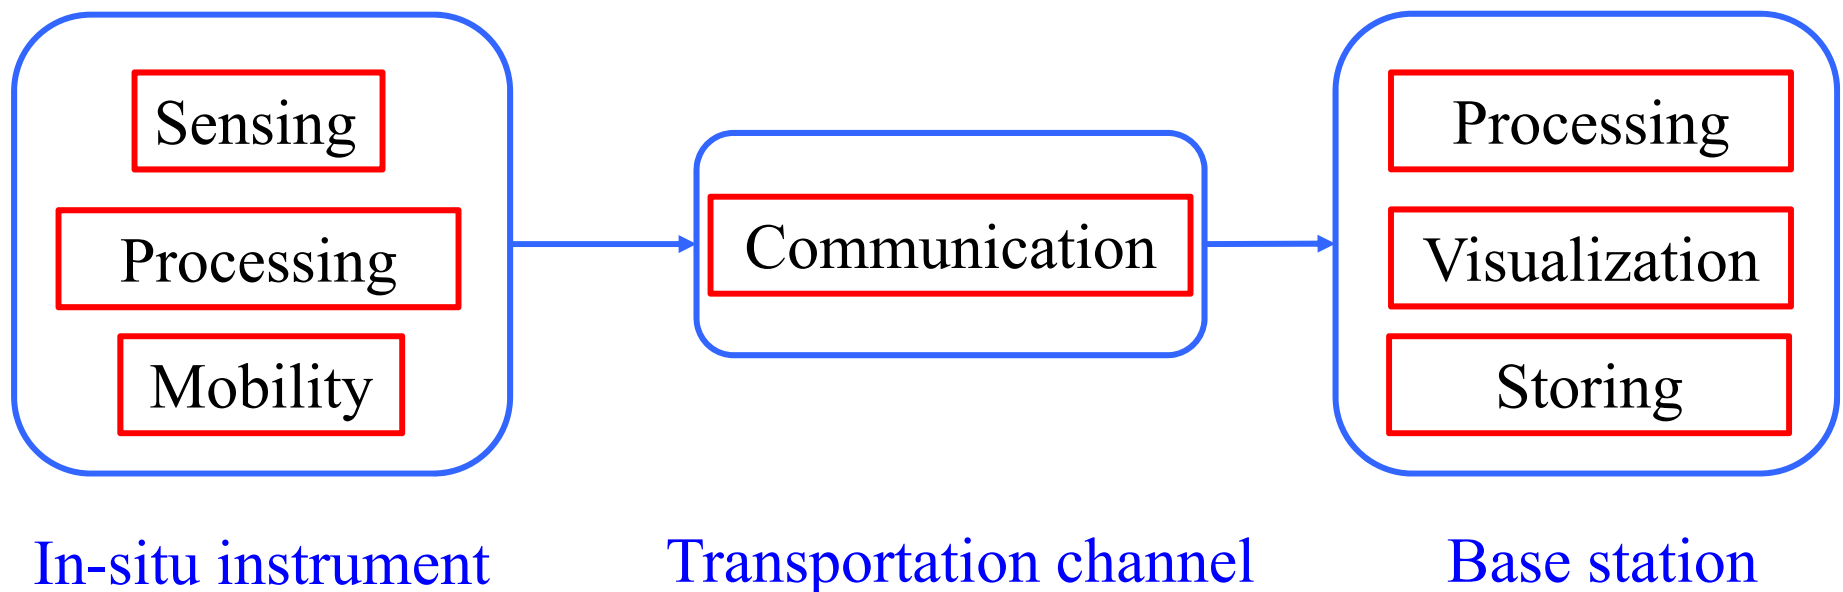 Sensing
Processing
Mobility
In-situ instrument
Communication
Transportation channel
Processing
Visualization
Storing
Base station